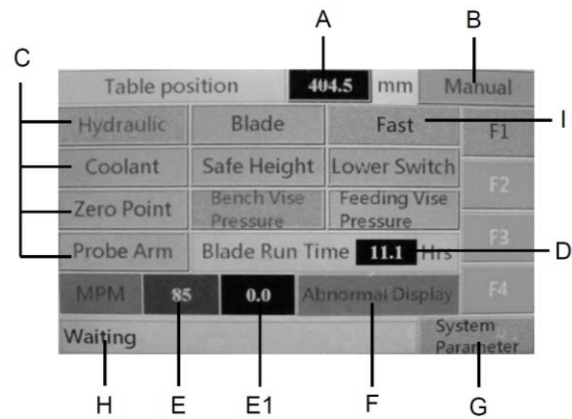 A
B
C
Table position 404.5 mm Manual
Hydraulic Blade Fast F1
I
Coolant Safe Height Lower Switch F2
Zero Point Bench Vise Pressure Feeding Vise Pressure F3
Probe Arm Blade Run Time 11.1 Hrs
D
MPM 85 0.0 Abnormal Display F4
Waiting System Parameter
H E E1 F G